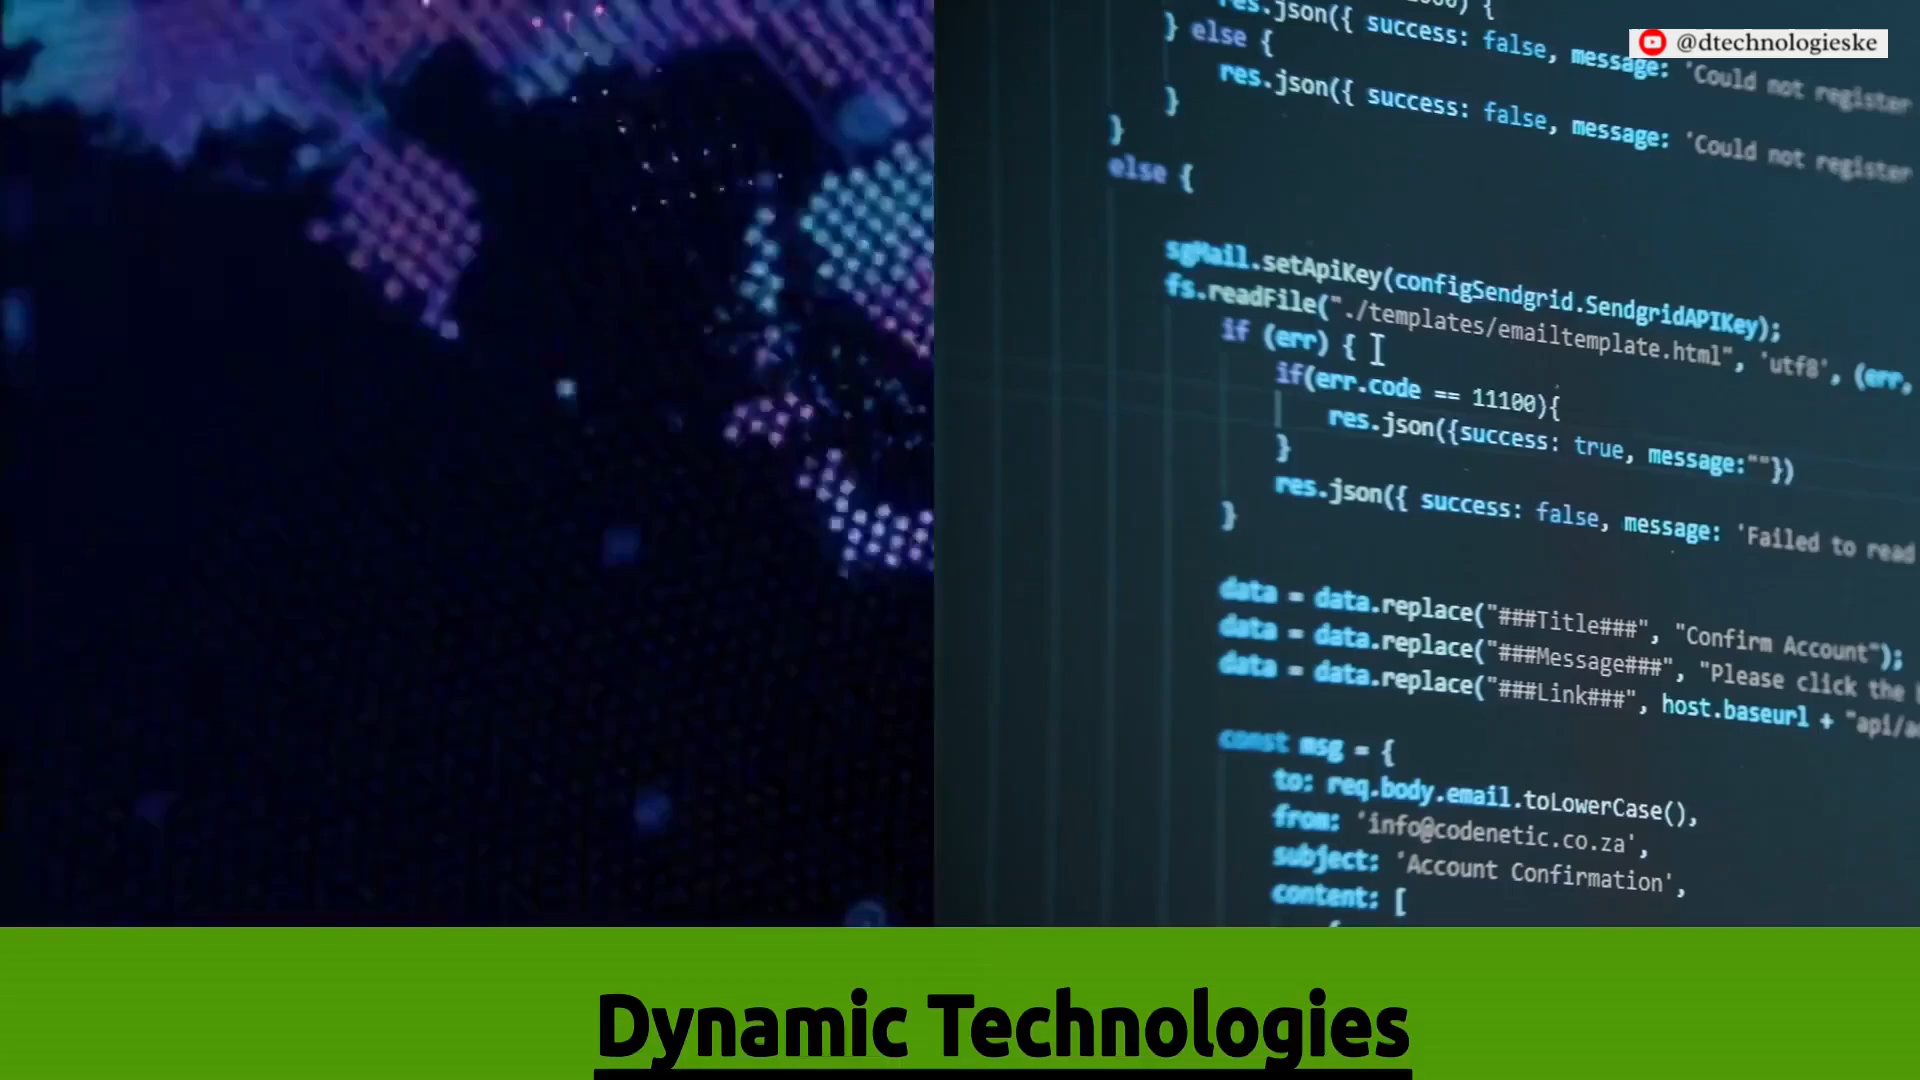 res.json({ success: false, message: 'Could not register
} else {
res.json({ success: false, message: 'Could not register
}
}
else {
sgMail.setApiKey(configSendgrid.SendgridAPIKey);
fs.readFile("./templates/emailtemplate.html", 'utf8', (err,
if (err) {
if(err.code == 11100){
res.json({success: true, message:""})
}
res.json({ success: false, message: 'Failed to read
}
data = data.replace("###Title###", "Confirm Account");
data = data.replace("###Message###", "Please click the
data = data.replace("###Link###", host.baseurl + "api/
const msg = {
to: req.body.email.toLowerCase(),
from: 'info@codenetic.co.za',
subject: 'Account Confirmation',
content: [
{
@dtechnologieske
Dynamic Technologies